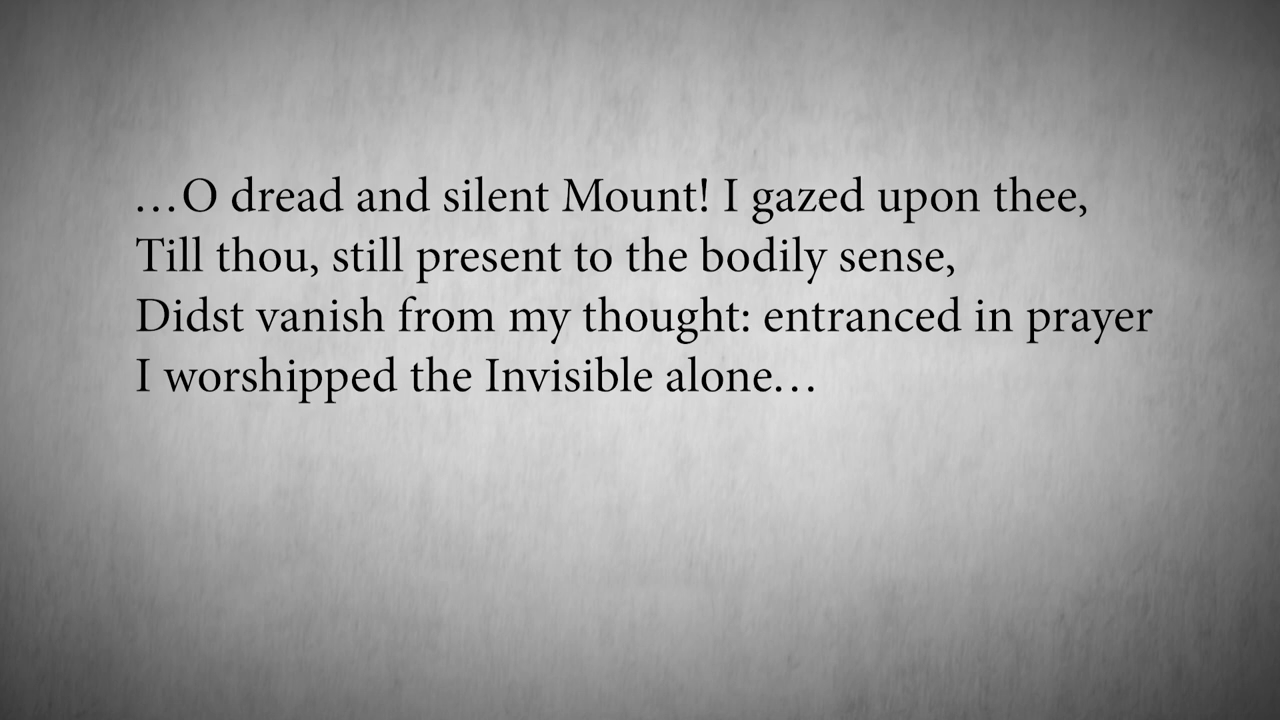 …O dread and silent Mount! I gazed upon thee,
Till thou, still present to the bodily sense,
Didst vanish from my thought: entranced in prayer
I worshipped the Invisible alone…